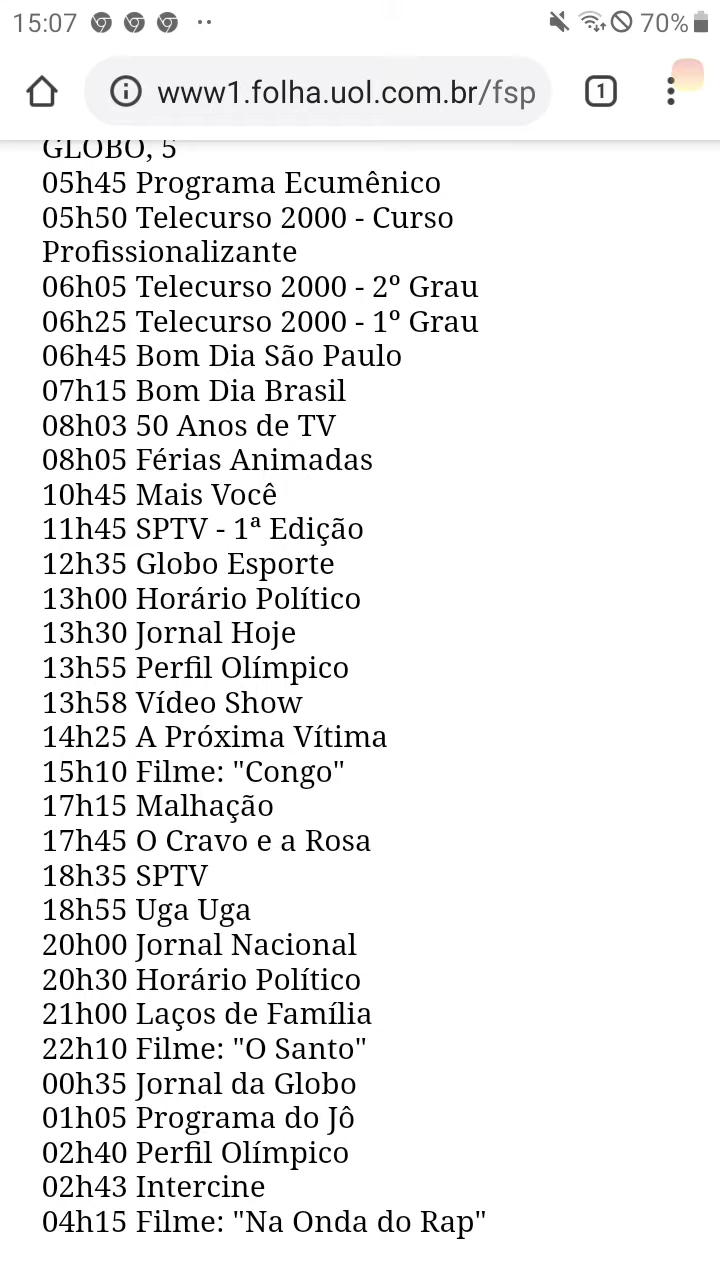 15:07
70%
www1.folha.uol.com.br/fsp
1
GLOBO, 5
05h45 Programa Ecumênico
05h50 Telecurso 2000 - Curso
Profissionalizante
06h05 Telecurso 2000 - 2º Grau
06h25 Telecurso 2000 - 1º Grau
06h45 Bom Dia São Paulo
07h15 Bom Dia Brasil
08h03 50 Anos de TV
08h05 Férias Animadas
10h45 Mais Você
11h45 SPTV - 1ª Edição
12h35 Globo Esporte
13h00 Horário Político
13h30 Jornal Hoje
13h55 Perfil Olímpico
13h58 Vídeo Show
14h25 A Próxima Vítima
15h10 Filme: "Congo"
17h15 Malhação
17h45 O Cravo e a Rosa
18h35 SPTV
18h55 Uga Uga
20h00 Jornal Nacional
20h30 Horário Político
21h00 Laços de Família
22h10 Filme: "O Santo"
00h35 Jornal da Globo
01h05 Programa do Jô
02h40 Perfil Olímpico
02h43 Intercine
04h15 Filme: "Na Onda do Rap"